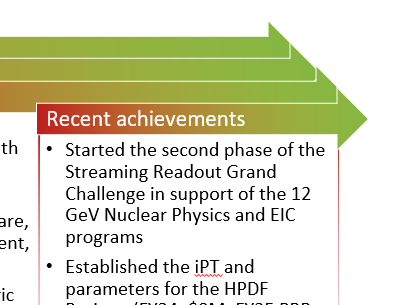 Recent achievements
th
are,
ent,
ric
• Started the second phase of the
Streaming Readout Grand
Challenge in support of the 12
GeV Nuclear Physics and EIC
programs
• Established the iPT and
parameters for the HPDF